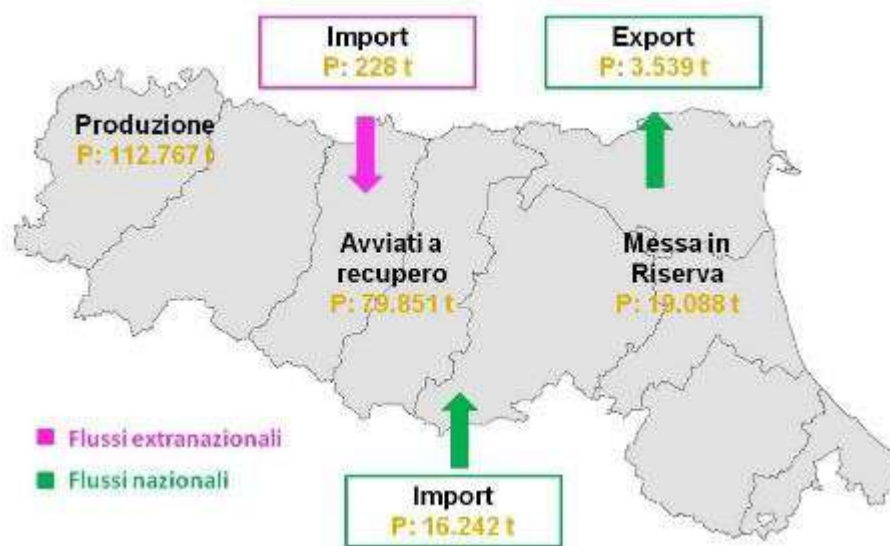 Import
P: 228 t
Export
P: 3.539 t
Produzione
P: 112.767 t
Avviati a
recupero
P: 79.851 t
Messa in
Riserva
P: 19.088 t
Flussi extranazionali
Flussi nazionali
Import
P: 16.242 t